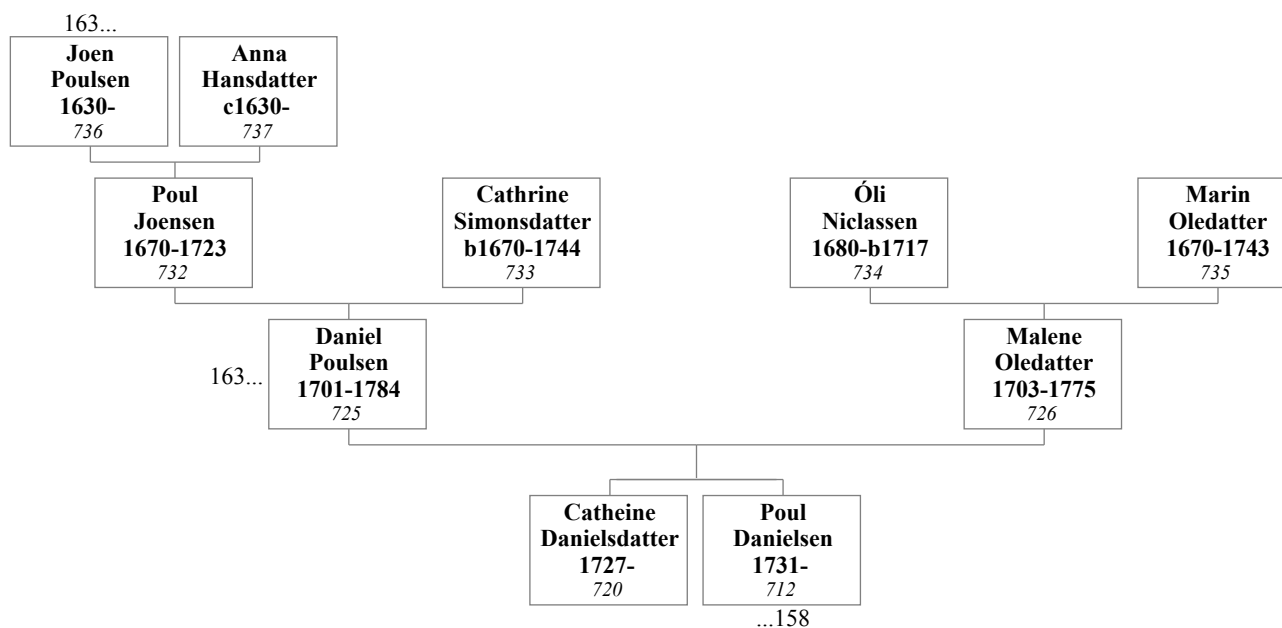 163...
Joen
Poulsen
1630-
736
Anna
Hansdatter
c1630-
737
Poul
Joensen
1670-1723
732
Cathrine
Simonsdatter
b1670-1744
733
Óli
Niclassen
1680-b1717
734
Marin
Oledatter
1670-1743
735
163...
Daniel
Poulsen
1701-1784
725
Malene
Oledatter
1703-1775
726
Catheine
Danielsdatter
1727-
720
Poul
Danielsen
1731-
712
...158